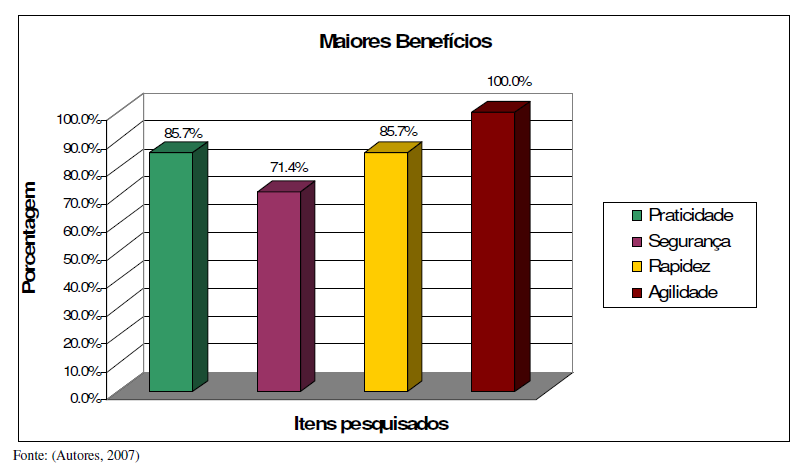 Maiores Benefícios
100.0%
85.7%
71.4%
85.7%
100.0%
90.0%
80.0%
70.0%
60.0%
50.0%
40.0%
30.0%
20.0%
10.0%
0.0%
Porcentagem
Itens pesquisados
Praticidade
Segurança
Rapidez
Agilidade
Fonte: (Autores, 2007)